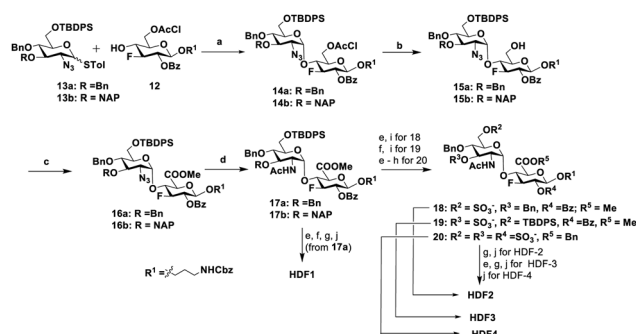 OTBDPS
BnO
RO
N3
STol
13a: R =Bn
13b: R = NAP
+
OAcCl
HO
F
OBz
OR1
12
a
OTBDPS
BnO
RO
N3
OAcCl
O
F
OBz
OR1
14a: R =Bn
14b: R = NAP
b
OTBDPS
BnO
RO
N3
OH
O
F
OBz
OR1
15a: R = Bn
15b: R = NAP
c
OTBDPS
BnO
RO
N3
COOMe
O
F
OBz
OR1
16a: R = Bn
16b: R = NAP
d
OTBDPS
BnO
RO
AcHN
COOMe
O
F
OBz
OR1
17a: R = Bn
17b: R = NAP
e, i for 18
f, i for 19
e - h for 20
OR2
BnO
R3O
AcHN
COOR5
O
F
OR4
OR1
18: R2 = SO3-, R3 = Bn, R4 = Bz; R5 = Me
19: R3 = SO3-, R2 = TBDPS, R4 =Bz, R5 = Me
20: R2 = R3 = R4 =SO3-, R5 = Bn
e, f, g, j
(from 17a)
HDF1
g, j for HDF-2
e, g, j for HDF-3
j for HDF-4
R1 =
NHCbz
HDF2
HDF3
HDF4